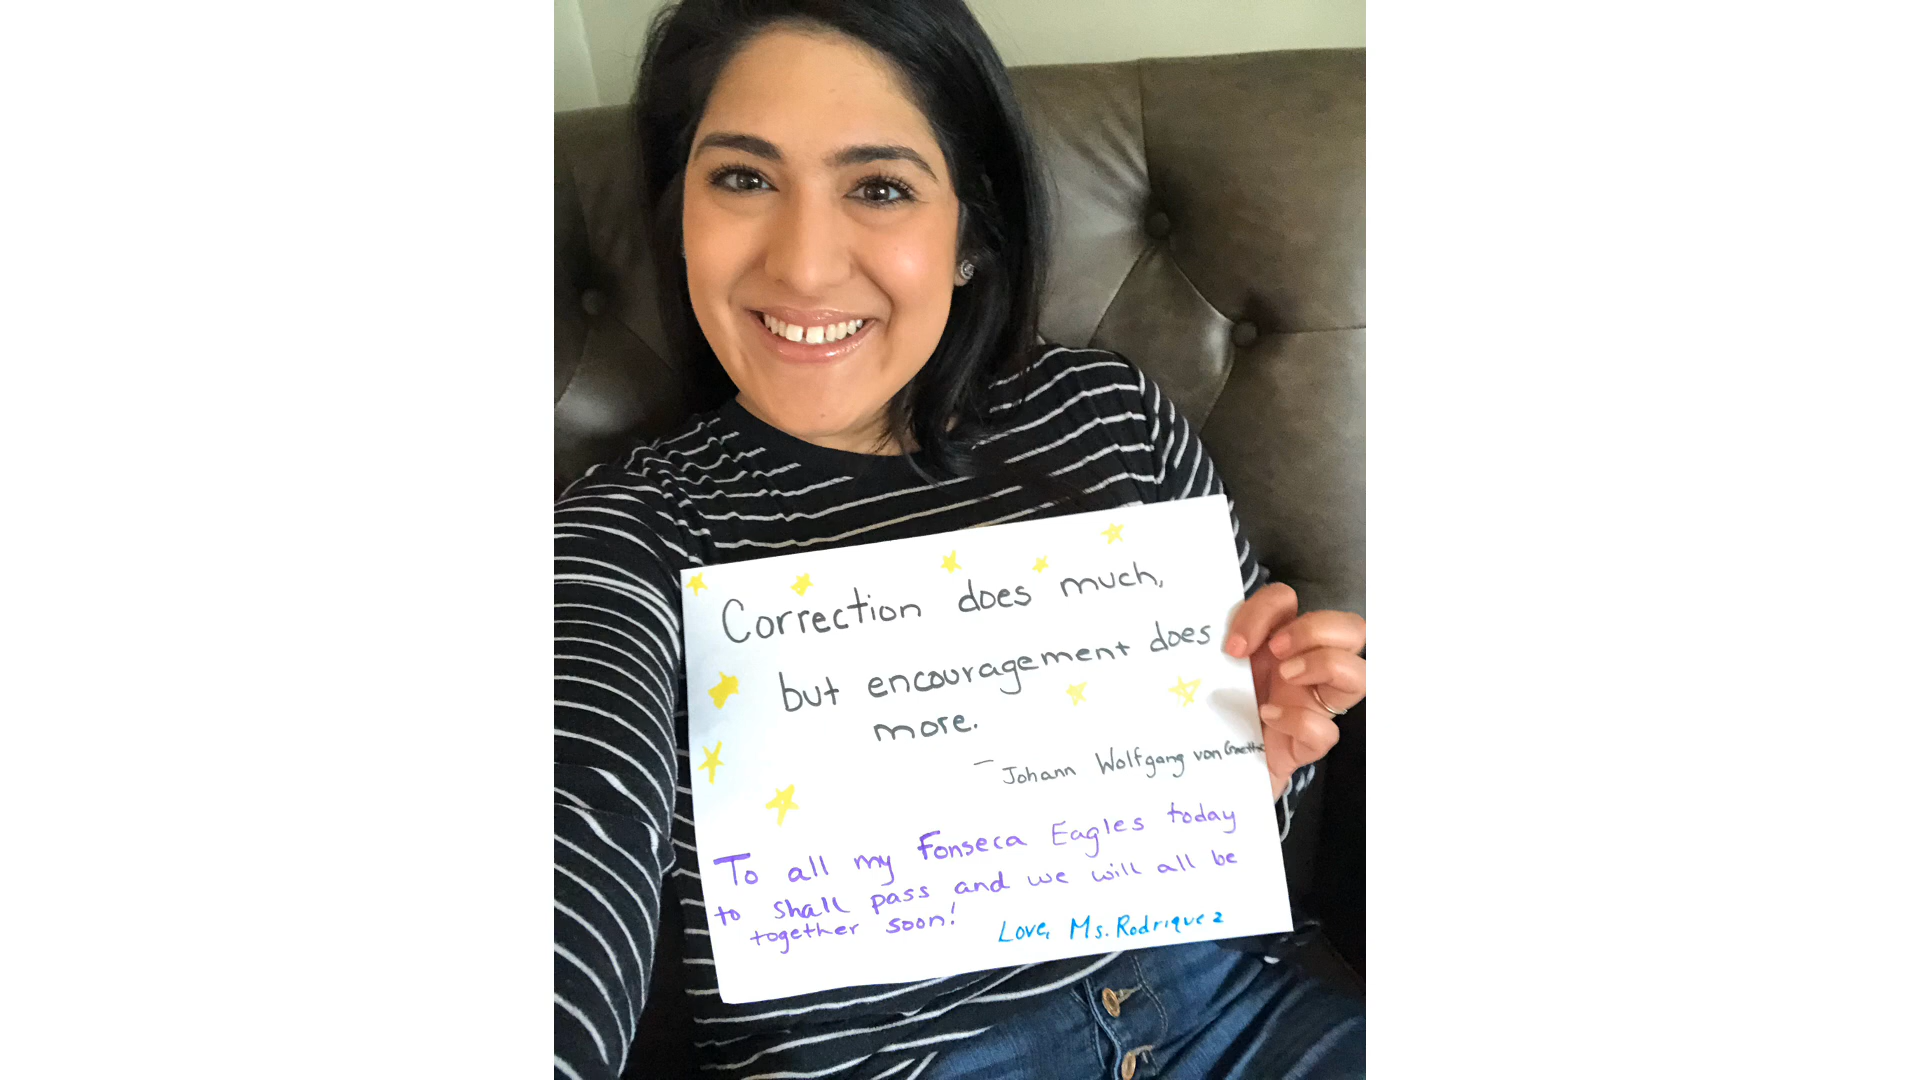 Correction does much,
but encouragement does
more.
– Johann Wolfgang von Goethe
To all my Fonseca Eagles today
to shall pass and we will all be
together soon!
Love, Ms. Rodriquez